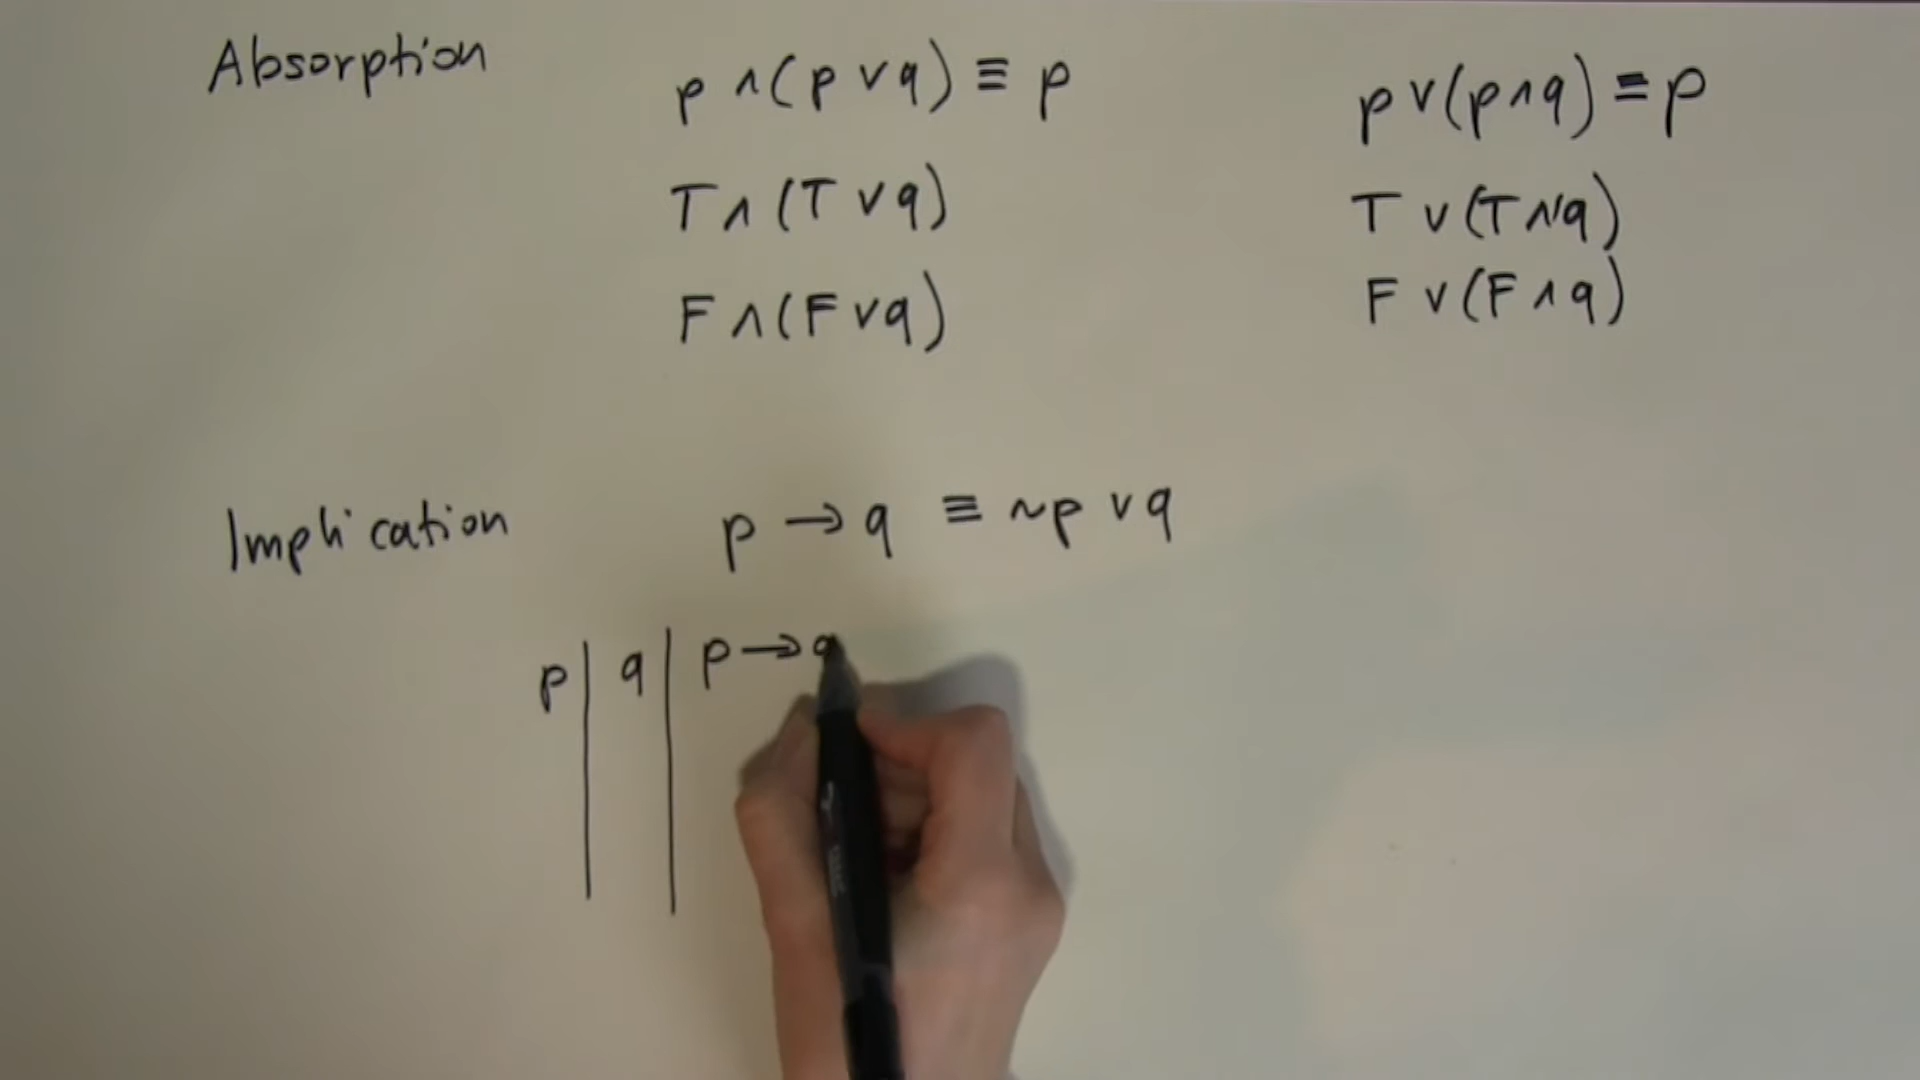 Absorption p ∧ (p ∨ q) ≡ p p ∨ (p ∧ q) ≡ p
T ∧ (T ∨ q) T ∨ (T ∧ q)
F ∧ (F ∨ q) F ∨ (F ∧ q)
Implication p → q ≡ ~p ∨ q
p | q | p → q